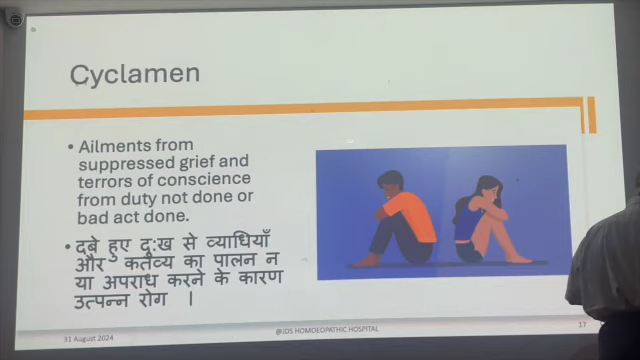 Cyclamen
• Ailments from
suppressed grief and
terrors of conscience
from duty not done or
bad act done.
• दबे हुए दुःख से व्याधियाँ
और कर्तव्य का पालन न
या अपराध करने के कारण
उत्पन्न रोग ।
31 August 2024
@JDS HOMOEOPATHIC HOSPITAL
17